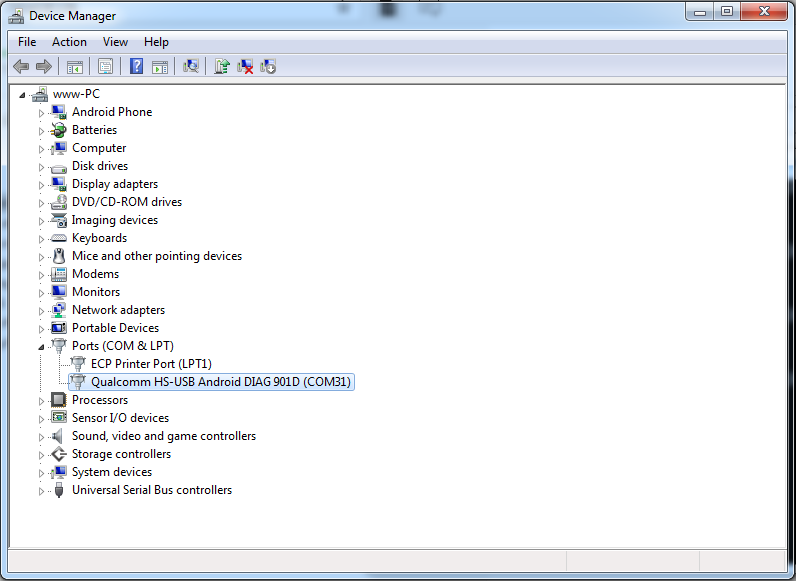 Device Manager
File Action View Help
www-PC
Android Phone
Batteries
Computer
Disk drives
Display adapters
DVD/CD-ROM drives
Imaging devices
Keyboards
Mice and other pointing devices
Modems
Monitors
Network adapters
Portable Devices
Ports (COM & LPT)
ECP Printer Port (LPT1)
Qualcomm HS-USB Android DIAG 901D (COM31)
Processors
Sensor I/O devices
Sound, video and game controllers
Storage controllers
System devices
Universal Serial Bus controllers